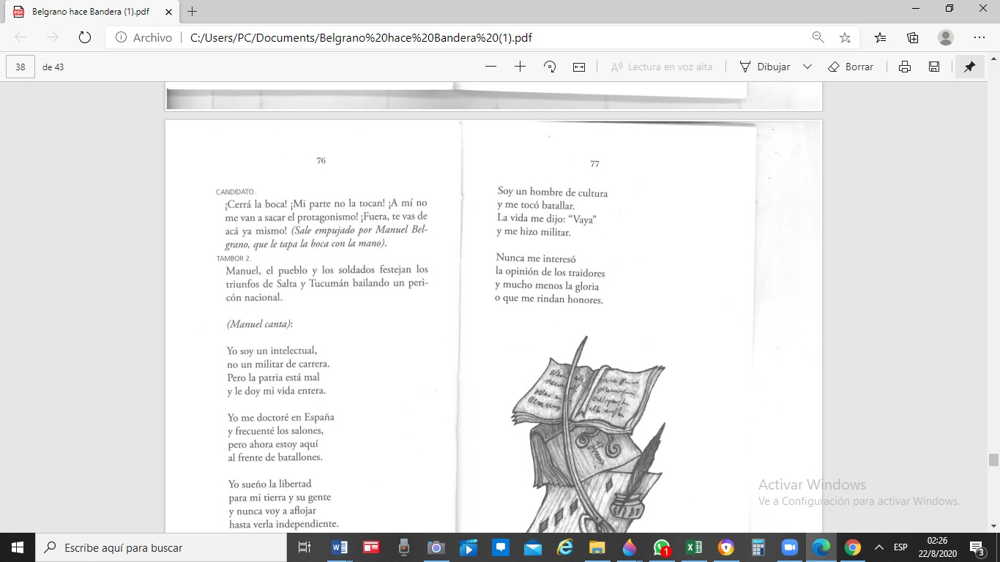 Belgrano hace Bandera (1).pdf
Archivo
C:/Users/PC/Documents/Belgrano%20hace%20Bandera%20(1).pdf
38
de 43
Lectura en voz alta
Dibujar
Borrar
76
CANDIDATO.
¡Cerrá la boca! ¡Mi parte no la tocan! ¡A mí no
me van a sacar el protagonismo! ¡Fuera, te vas de
acá ya mismo! (Sale empujado por Manuel Bel-
grano, que le tapa la boca con la mano).
TAMBOR 2.
Manuel, el pueblo y los soldados festejan los
triunfos de Salta y Tucumán bailando un peri-
cón nacional.
(Manuel canta):
Yo soy un intelectual,
no un militar de carrera.
Pero la patria está mal
y le doy mi vida entera.
Yo me doctoré en España
y frecuenté los salones,
pero ahora estoy aquí
al frente de batallones.
Yo sueño la libertad
para mi tierra y su gente
y nunca voy a aflojar
hasta verla independiente.
77
Soy un hombre de cultura
y me tocó batallar.
La vida me dijo: “Vaya”
y me hizo militar.
Nunca me interesó
la opinión de los traidores
y mucho menos la gloria
o que me rindan honores.
Activar Windows
Ve a Configuración para activar Windows.
Escribe aquí para buscar
1
ESP
02:26
22/8/2020
3